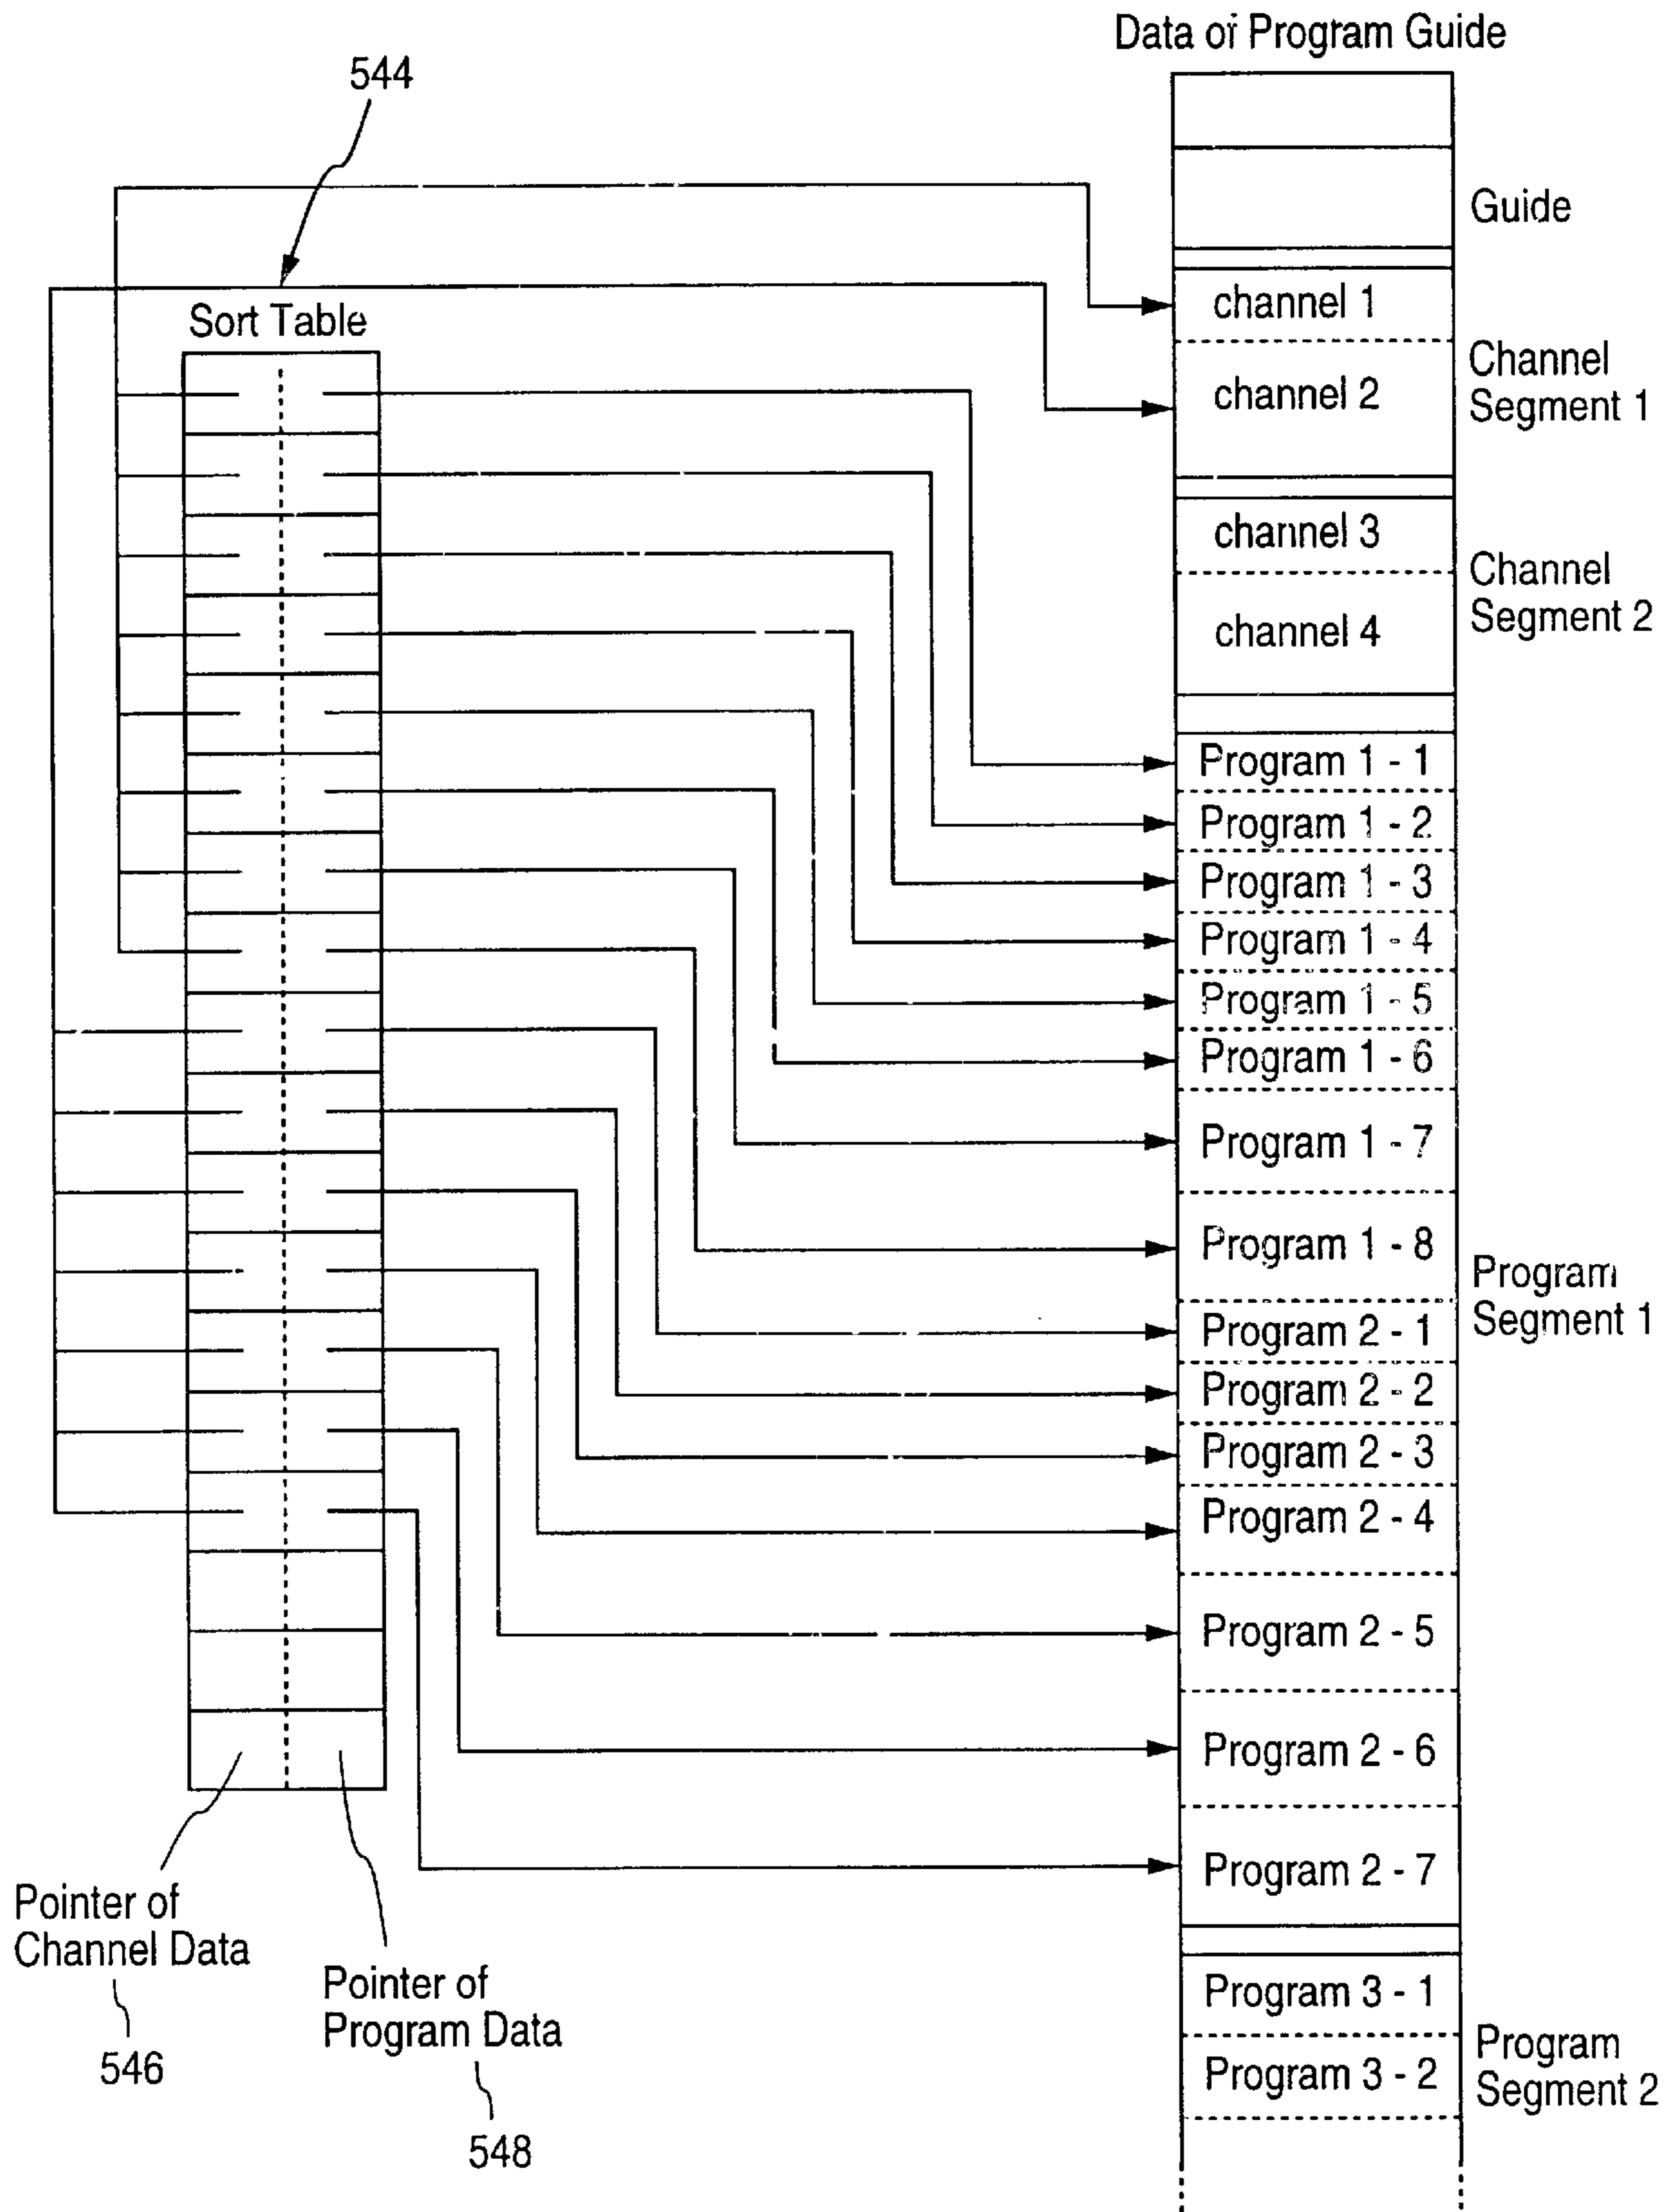 Data of Program Guide
544
Guide
Sort Table
channel 1
channel 2
Channel
Segment 1
channel 3
channel 4
Channel
Segment 2
Program 1 - 1
Program 1 - 2
Program 1 - 3
Program 1 - 4
Program 1 - 5
Program 1 - 6
Program 1 - 7
Program 1 - 8
Program 2 - 1
Program 2 - 2
Program 2 - 3
Program 2 - 4
Program 2 - 5
Program 2 - 6
Program 2 - 7
Program
Segment 1
Pointer of
Channel Data
546
Pointer of
Program Data
548
Program 3 - 1
Program 3 - 2
Program
Segment 2